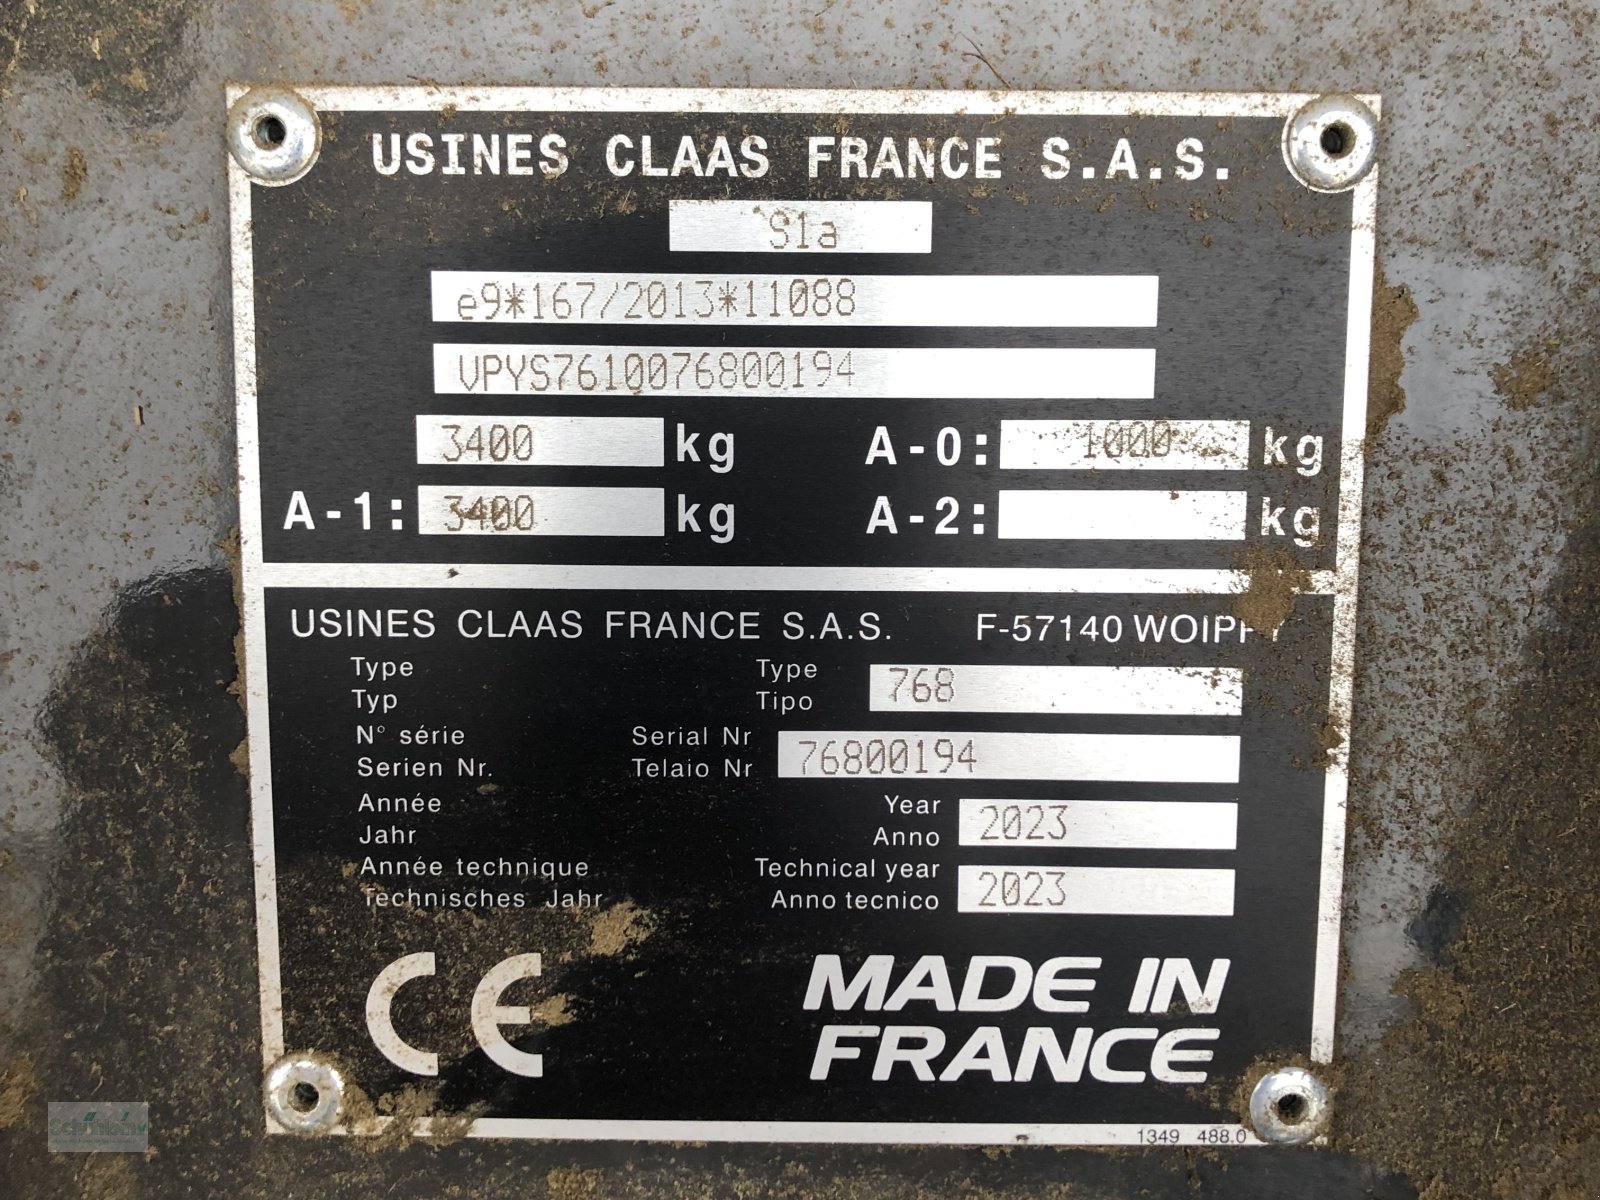 USINES CLAAS FRANCE S.A.S.
S1a
e9*167/2013*11088
VPYS7610076800194
3400 kg A-0: 1000 kg
A-1: 3400 kg A-2: kg
USINES CLAAS FRANCE S.A.S. F-57140 WOIPPY
Type Type
Typ Tipo 768
N° série Serial Nr
Serien Nr. Telaio Nr 76800194
Année Year
Jahr Anno 2023
Année technique Technical year
Technisches Jahr Anno tecnico 2023
CE MADE IN
FRANCE
1349 488.0